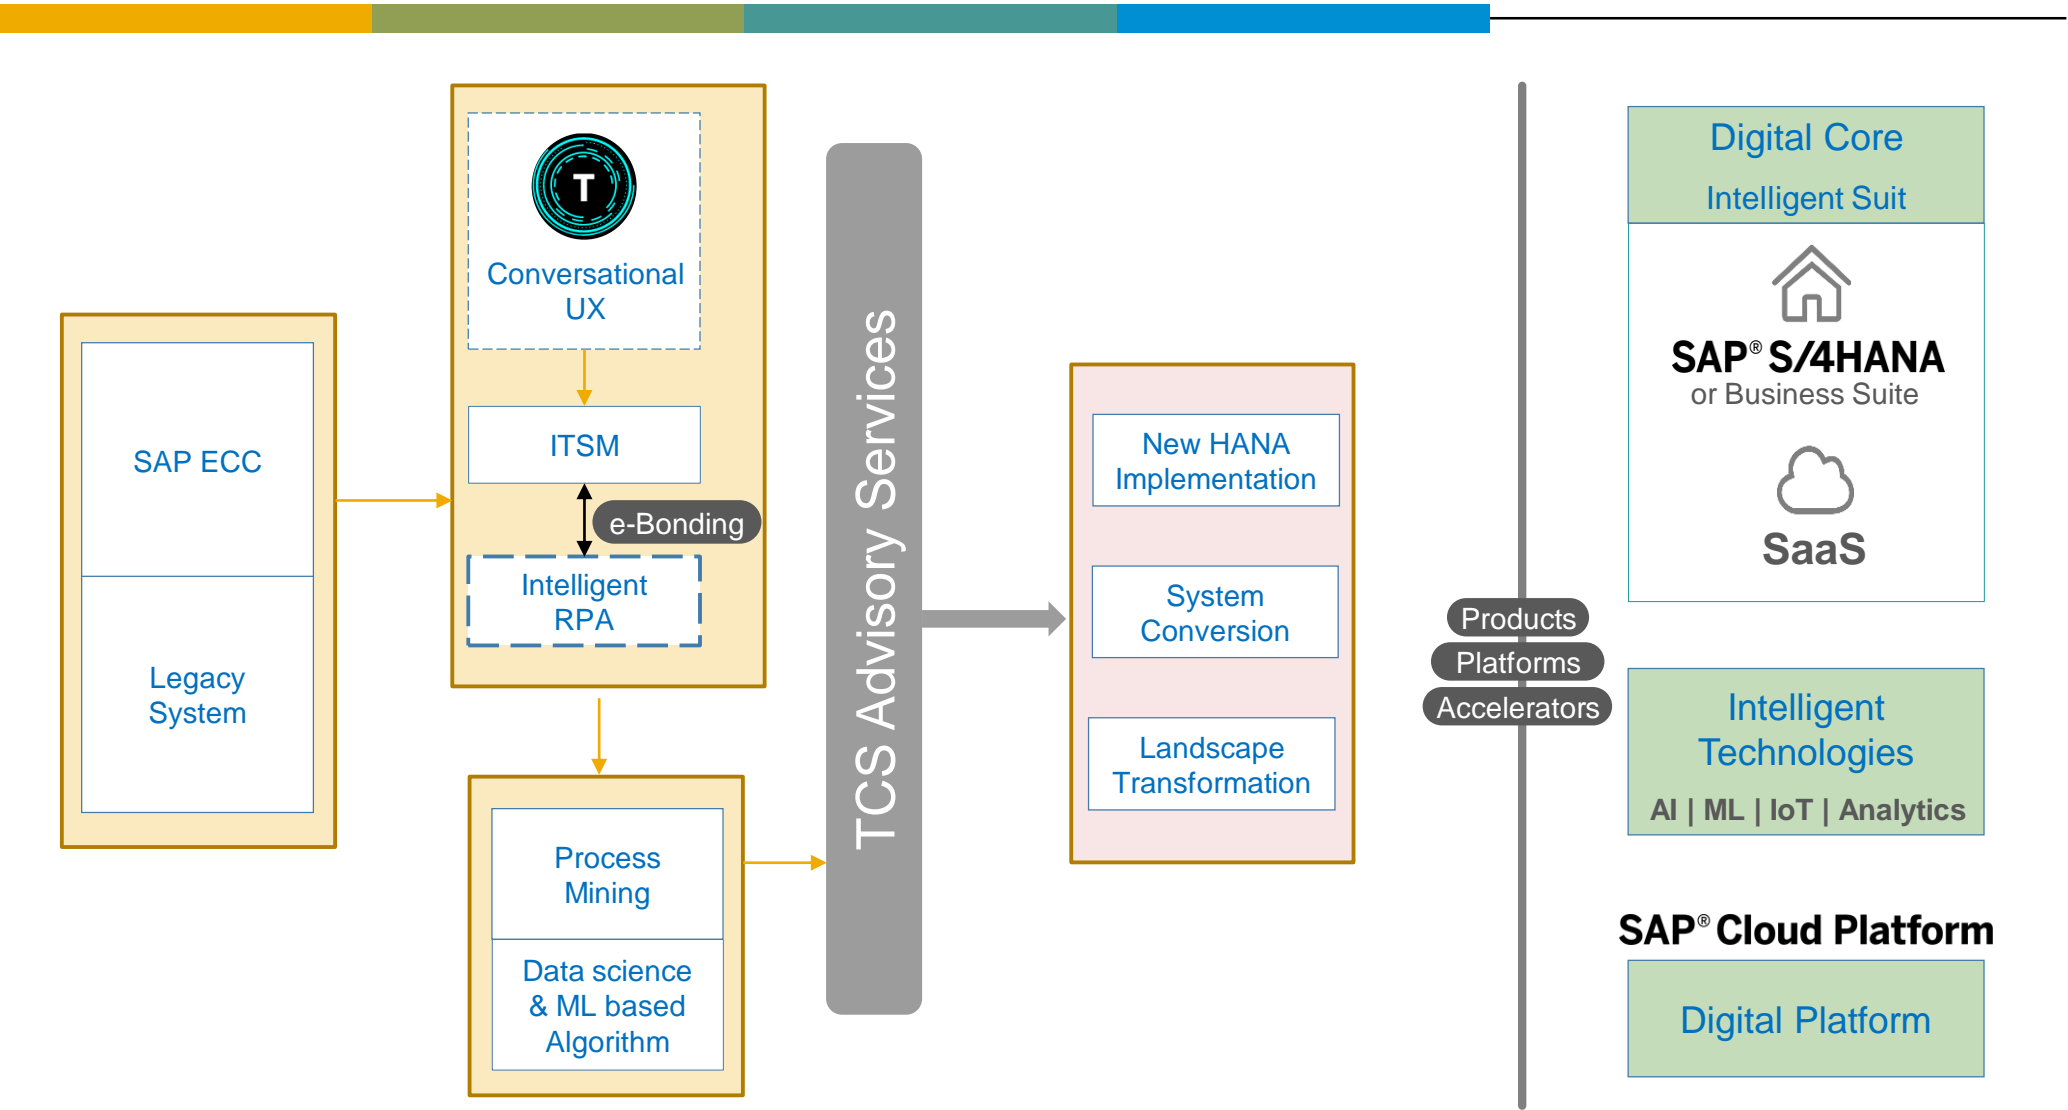 SAP ECC
Legacy
System
T
Conversational
UX
ITSM
e-Bonding
Intelligent
RPA
Process
Mining
Data science
& ML based
Algorithm
TCS Advisory Services
New HANA
Implementation
System
Conversion
Landscape
Transformation
Products
Platforms
Accelerators
Digital Core
Intelligent Suit
SAP® S/4HANA
or Business Suite
SaaS
Intelligent
Technologies
AI | ML | IoT | Analytics
SAP® Cloud Platform
Digital Platform